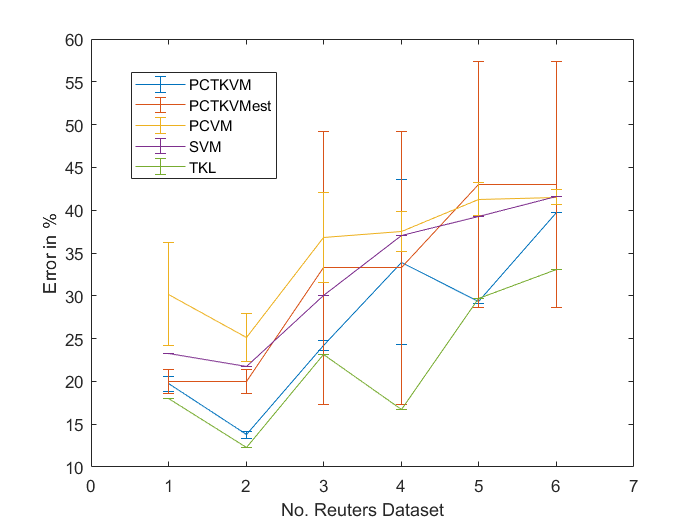 60
55
50
45
40
35
30
25
20
15
10
Error in %
PCTKVM
PCTKVMest
PCVM
SVM
TKL
0 1 2 3 4 5 6 7
No. Reuters Dataset